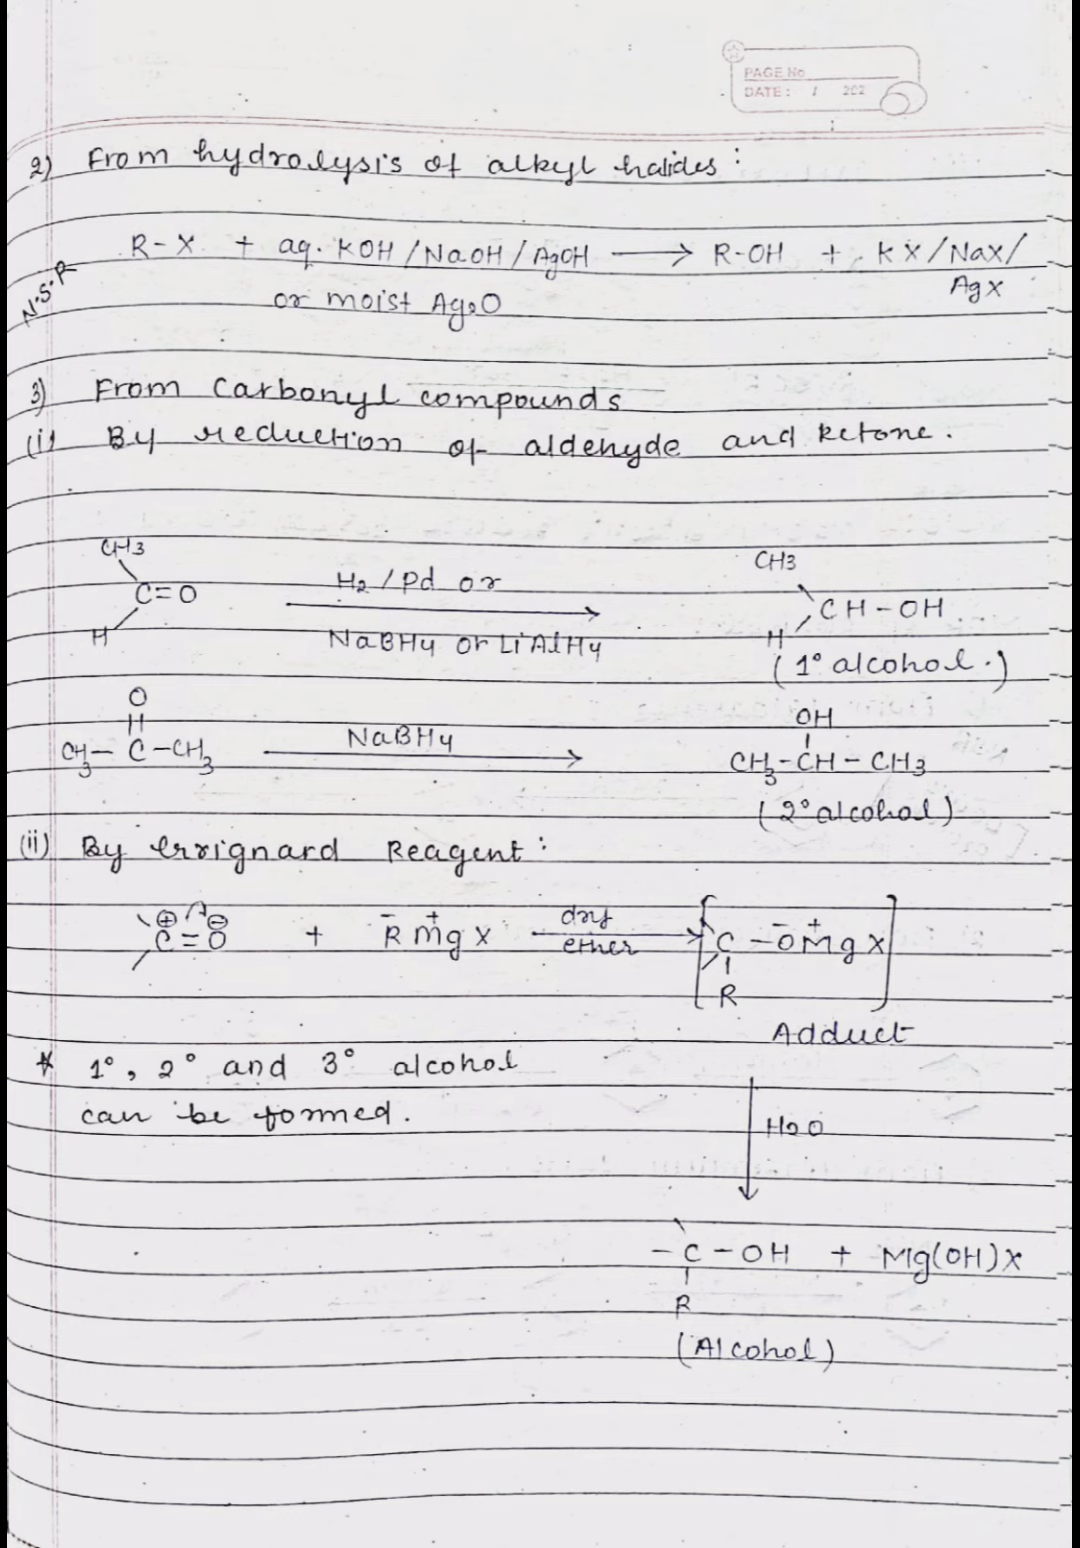 PAGE No
DATE: / 202
2) From hydrolysis of alkyl halides:
R-X + aq. KOH/NaOH/AgOH ⟶ R-OH + KX/NaX/
AgX
N.S.R
or moist Ag₂O
3) From Carbonyl compounds
(i) By reduction of aldehyde and ketone.
CH3
C=O
H
H₂/Pd or
NaBH4 or LiAlH4
CH3
CH-OH
H
(1° alcohol.)
O
||
CH₃-C-CH₃
NaBH4
OH
CH₃-CH-CH3
(2° alcohol)
(ii) By Grrignard Reagent:
⊕ ⊖
C=O + R̄ M̊g X
dry
ether
[C-ŌM̊gX]
R
Adduct
* 1°, 2° and 3° alcohol
can be formed.
H₂O
-C-OH + Mg(OH)X
R
(Alcohol)